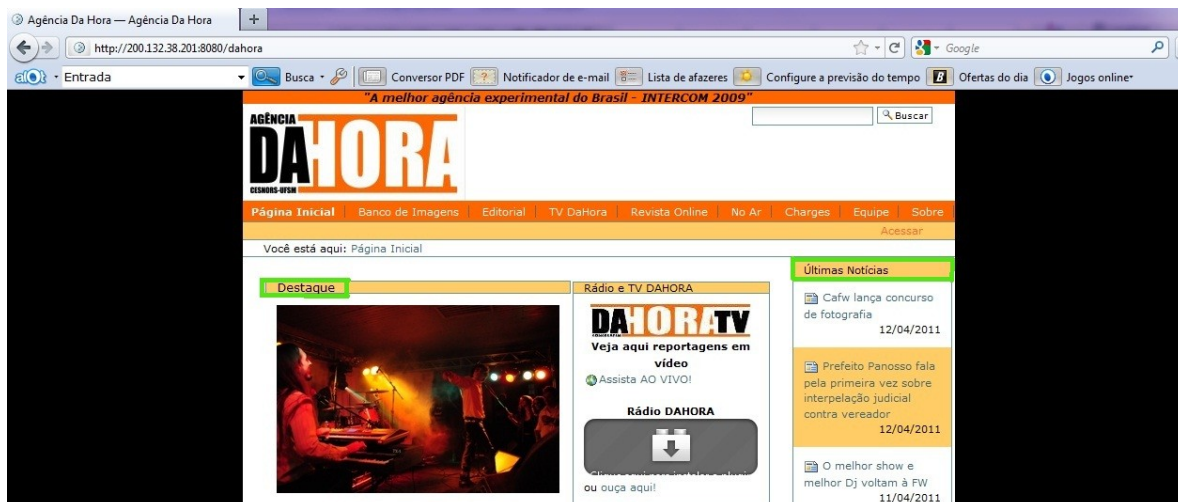 Agência Da Hora — Agência Da Hora
http://200.132.38.201:8080/dahora
Google
Entrada Busca Conversor PDF Notificador de e-mail Lista de afazeres Configure a previsão do tempo B Ofertas do dia Jogos online
"A melhor agência experimental do Brasil - INTERCOM 2009"
Buscar
AGÊNCIA
DAHORA
CESNORS-UFSM
Página Inicial Banco de Imagens Editorial TV DaHora Revista Online No Ar Charges Equipe Sobre
Acessar
Você está aqui: Página Inicial
Destaque
Rádio e TV DAHORA
DAHORATV
Veja aqui reportagens em
vídeo
Assista AO VIVO!
Rádio DAHORA
ou ouça aqui!
Últimas Notícias
Cafw lança concurso
de fotografia
12/04/2011
Prefeito Panosso fala
pela primeira vez sobre
interpelação judicial
contra vereador
12/04/2011
O melhor show e
melhor Dj voltam à FW
11/04/2011